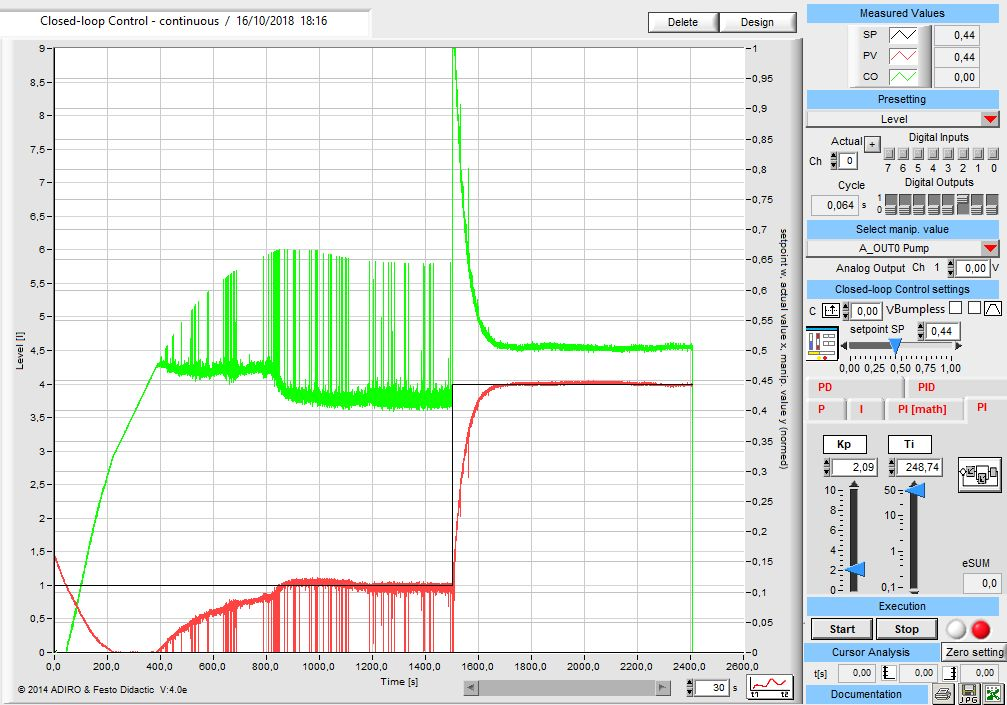 Closed-loop Control - continuous / 16/10/2018 18:16
Delete
Design
9
8,5
8
7,5
7
6,5
6
5,5
5
4,5
4
3,5
3
2,5
2
1,5
1
0,5
0
Level [l]
1
0,95
0,9
0,85
0,8
0,75
0,7
0,65
0,6
0,55
0,5
0,45
0,4
0,35
0,3
0,25
0,2
0,15
0,1
0,05
0
setpoint w, actual value x, manip. value y (normed)
0,0 200,0 400,0 600,0 800,0 1000,0 1200,0 1400,0 1600,0 1800,0 2000,0 2200,0 2400,0 2600,0
Time [s]
© 2014 ADIRO & Festo Didactic V:4.0e
30 s
t1 t2
Measured Values
SP 0,44
PV 0,44
CO 0,00
Presetting
Level
Actual +
Ch 0
Digital Inputs
7 6 5 4 3 2 1 0
Cycle
0,064 s
Digital Outputs
1
0
Select manip. value
A_OUT0 Pump
Analog Output Ch 1 0,00 V
Closed-loop Control settings
C 0,00 V Bumpless
setpoint SP 0,44
0,00 0,25 0,50 0,75 1,00
PD PID
P I PI [math] PI
Kp Ti
2,09 248,74
10
8
6
4
2
0
50
10
1
0,1
eSUM
0,0
Execution
Start Stop
Cursor Analysis Zero setting
t[s] 0,00 0,00 0,00
Documentation
JPG